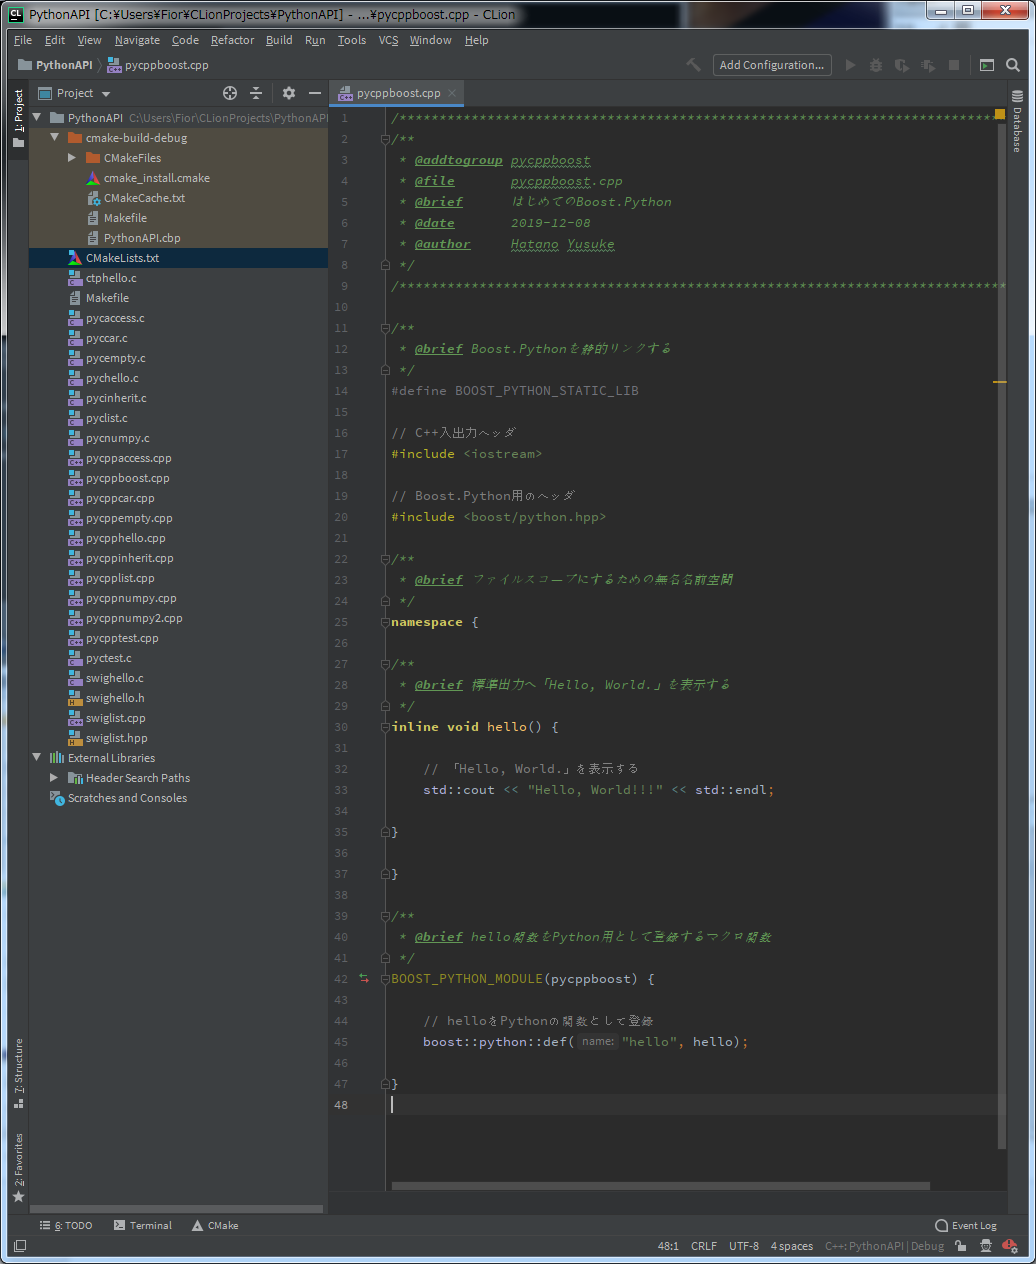 PythonAPI [C:¥Users¥Fior¥CLionProjects¥PythonAPI] - ...¥pycppboost.cpp - CLion
File Edit View Navigate Code Refactor Build Run Tools VCS Window Help
PythonAPI pycppboost.cpp Add Configuration...
1: Project
Project
PythonAPI C:\Users\Fior\CLionProjects\PythonAPI
cmake-build-debug
CMakeFiles
cmake_install.cmake
CMakeCache.txt
Makefile
PythonAPI.cbp
CMakeLists.txt
ctphello.c
Makefile
pycaccess.c
pyccar.c
pycempty.c
pychello.c
pycinherit.c
pyclist.c
pycnumpy.c
pycppaccess.cpp
pycppboost.cpp
pycppcar.cpp
pycppempty.cpp
pycpphello.cpp
pycppinherit.cpp
pycpplist.cpp
pycppnumpy.cpp
pycppnumpy2.cpp
pycpptest.cpp
pyctest.c
swighello.c
swighello.h
swiglist.cpp
swiglist.hpp
External Libraries
Header Search Paths
Scratches and Consoles
7: Structure
2: Favorites
pycppboost.cpp
1 /****************************************************************************
2 /**
3 * @addtogroup pycppboost
4 * @file pycppboost.cpp
5 * @brief はじめてのBoost.Python
6 * @date 2019-12-08
7 * @author Hatano Yusuke
8 */
9 /****************************************************************************
10
11 /**
12 * @brief Boost.Pythonを静的リンクする
13 */
14 #define BOOST_PYTHON_STATIC_LIB
15
16 // C++入出力ヘッダ
17 #include <iostream>
18
19 // Boost.Python用のヘッダ
20 #include <boost/python.hpp>
21
22 /**
23 * @brief ファイルスコープにするための無名名前空間
24 */
25 namespace {
26
27 /**
28 * @brief 標準出力へ「Hello, World.」を表示する
29 */
30 inline void hello() {
31
32 // 「Hello, World.」を表示する
33 std::cout << "Hello, World!!!" << std::endl;
34
35 }
36
37 }
38
39 /**
40 * @brief hello関数をPython用として登録するマクロ関数
41 */
42 BOOST_PYTHON_MODULE(pycppboost) {
43
44 // helloをPythonの関数として登録
45 boost::python::def( name: "hello", hello);
46
47 }
48
Database
6: TODO Terminal CMake Event Log
48:1 CRLF UTF-8 4 spaces C++: PythonAPI | Debug